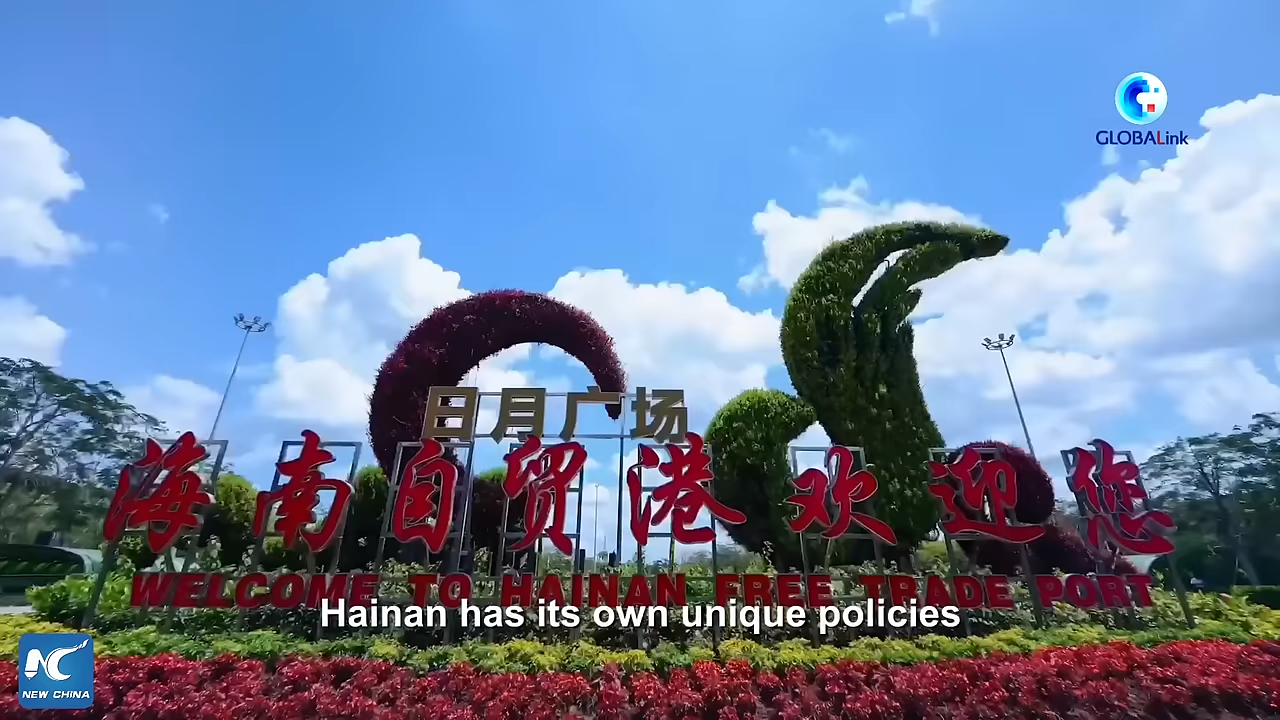 GLOBALink
日月广场
海南自贸港欢迎您
WELCOME TO HAINAN FREE TRADE PORT
Hainan has its own unique policies
NC
NEW CHINA